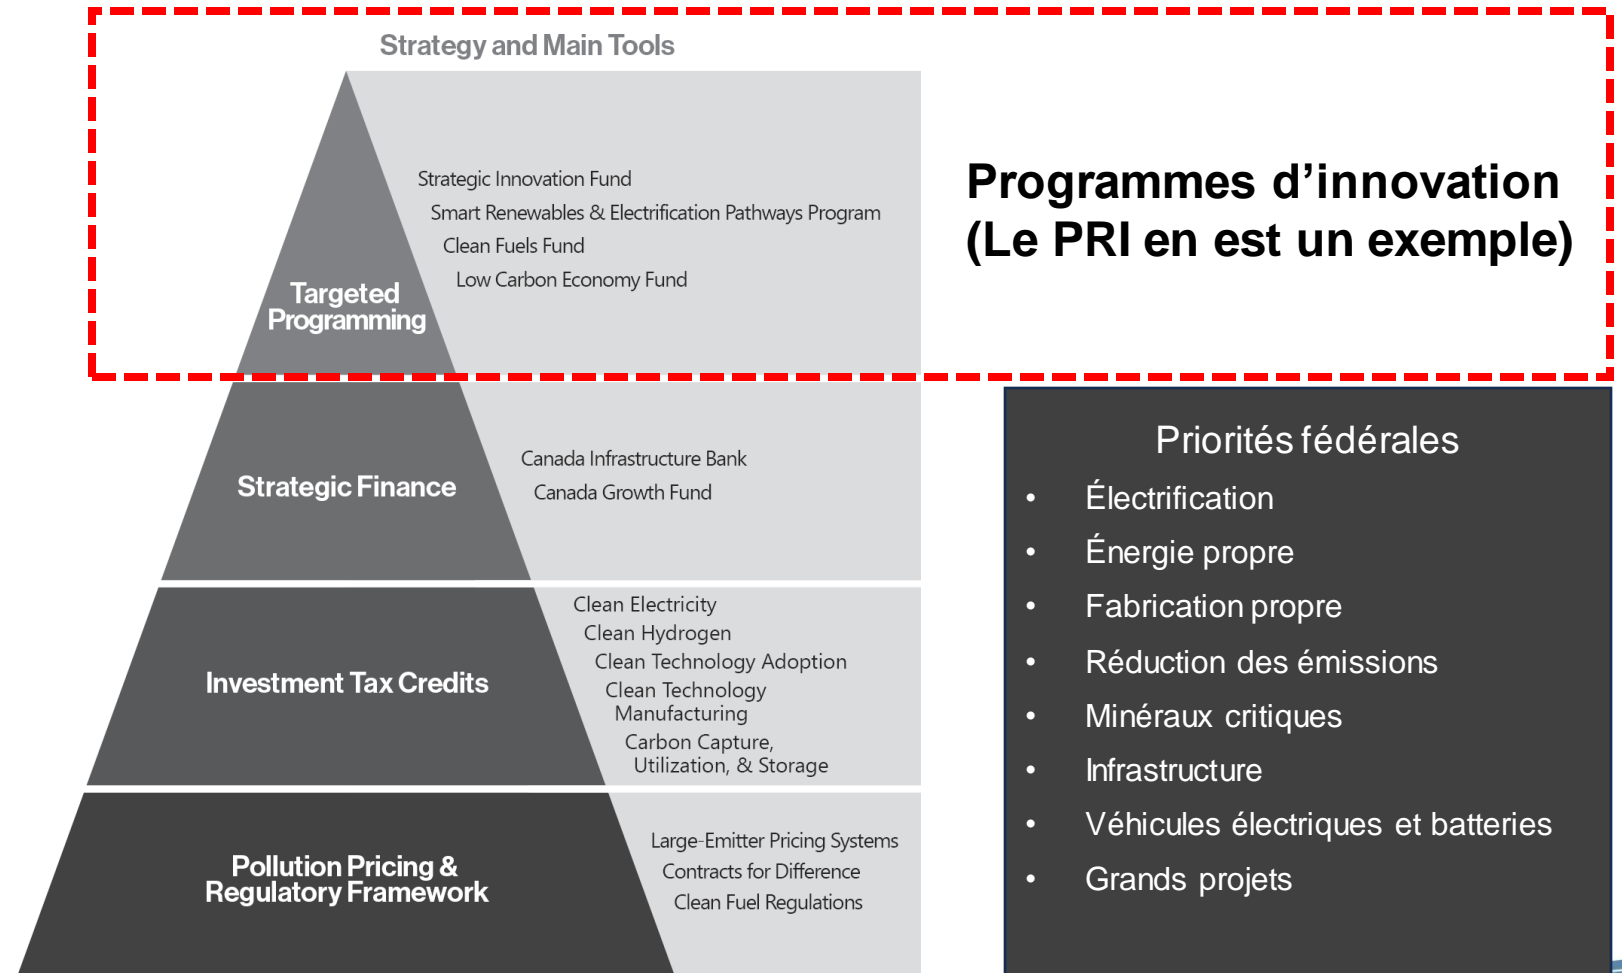 Strategy and Main Tools
Strategic Innovation Fund
Smart Renewables & Electrification Pathways Program
Clean Fuels Fund
Low Carbon Economy Fund
Targeted
Programming
Programmes d’innovation
(Le PRI en est un exemple)
Strategic Finance
Canada Infrastructure Bank
Canada Growth Fund
Investment Tax Credits
Clean Electricity
Clean Hydrogen
Clean Technology Adoption
Clean Technology
Manufacturing
Carbon Capture,
Utilization, & Storage
Pollution Pricing &
Regulatory Framework
Large-Emitter Pricing Systems
Contracts for Difference
Clean Fuel Regulations
Priorités fédérales
• Électrification
• Énergie propre
• Fabrication propre
• Réduction des émissions
• Minéraux critiques
• Infrastructure
• Véhicules électriques et batteries
• Grands projets